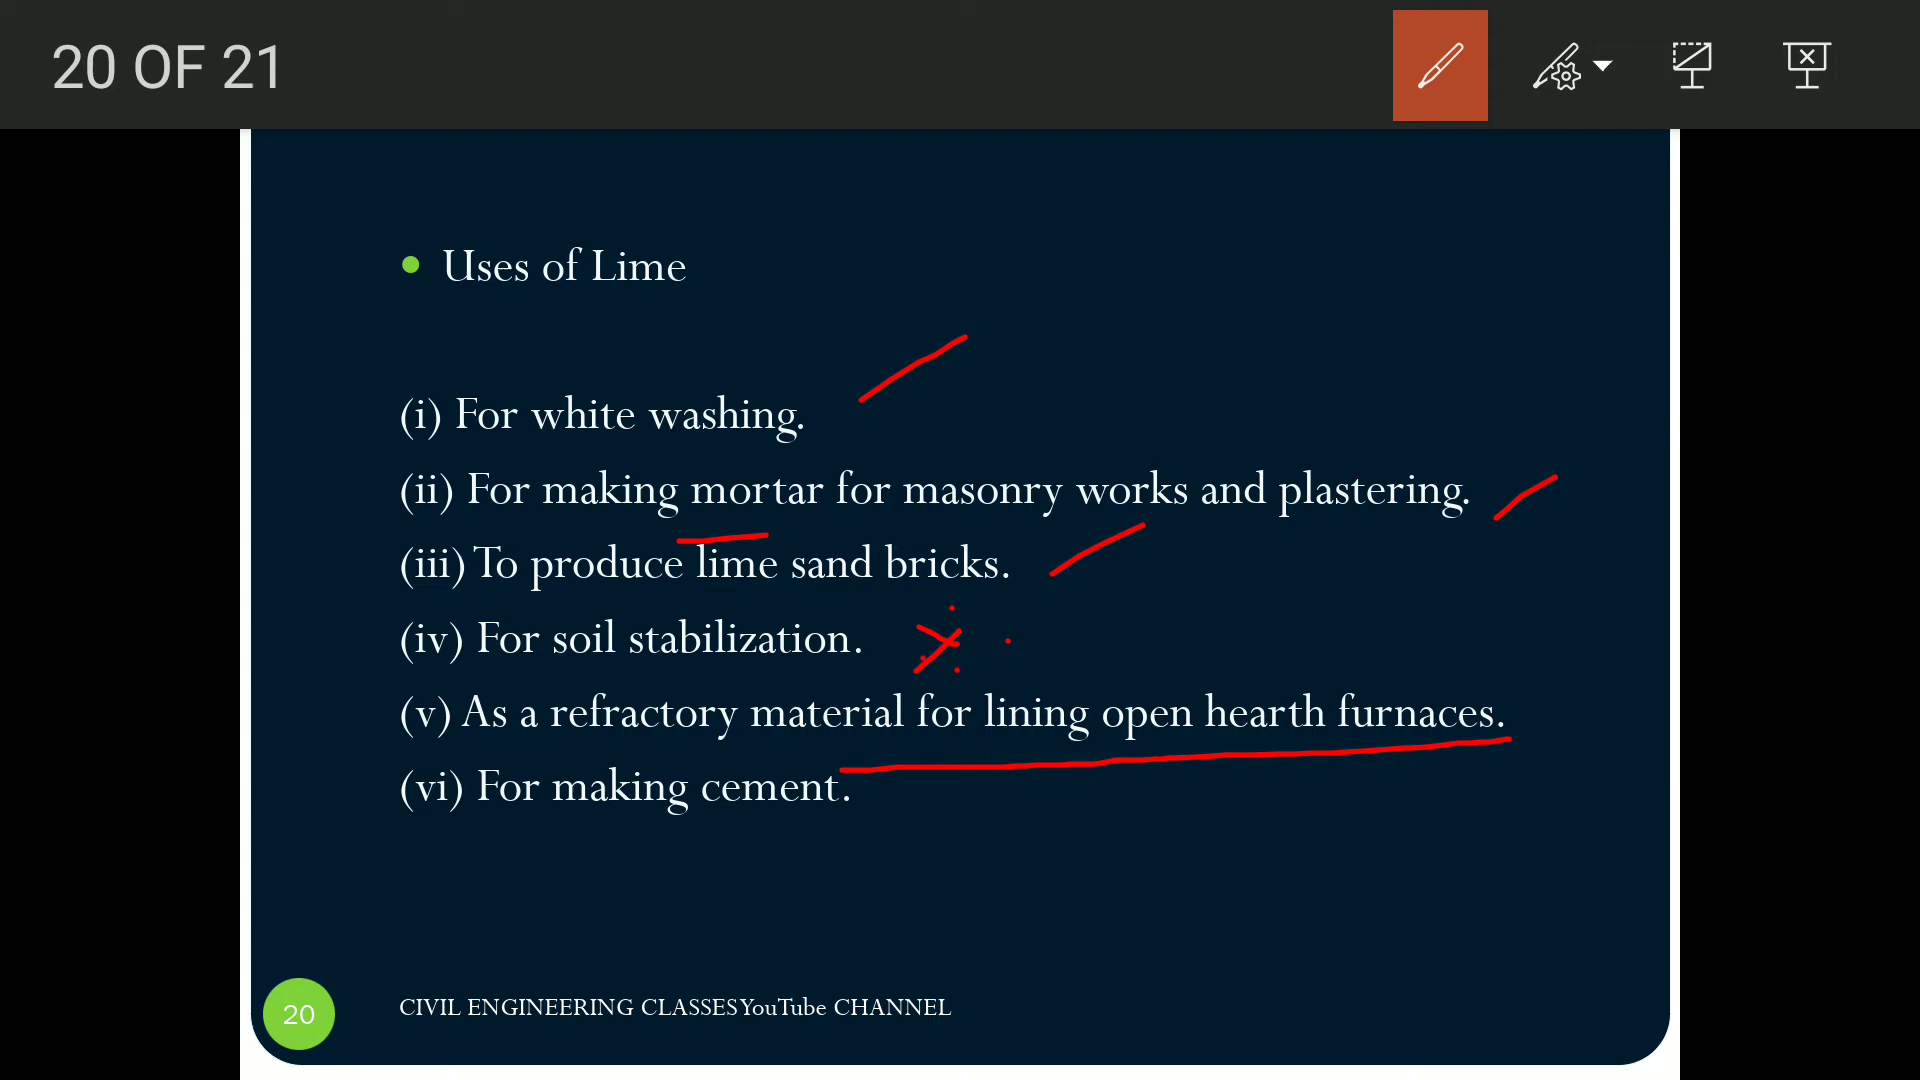 20 OF 21
• Uses of Lime
(i) For white washing.
(ii) For making mortar for masonry works and plastering.
(iii) To produce lime sand bricks.
(iv) For soil stabilization.
(v) As a refractory material for lining open hearth furnaces.
(vi) For making cement.
20
CIVIL ENGINEERING CLASSES YouTube CHANNEL